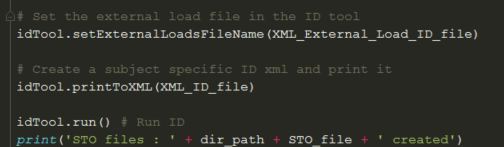 # Set the external load file in the ID tool
idTool.setExternalLoadsFileName(XML_External_Load_ID_file)
# Create a subject specific ID xml and print it
idTool.printToXML(XML_ID_file)
idTool.run() # Run ID
print('STO files : ' + dir_path + STO_file + ' created')